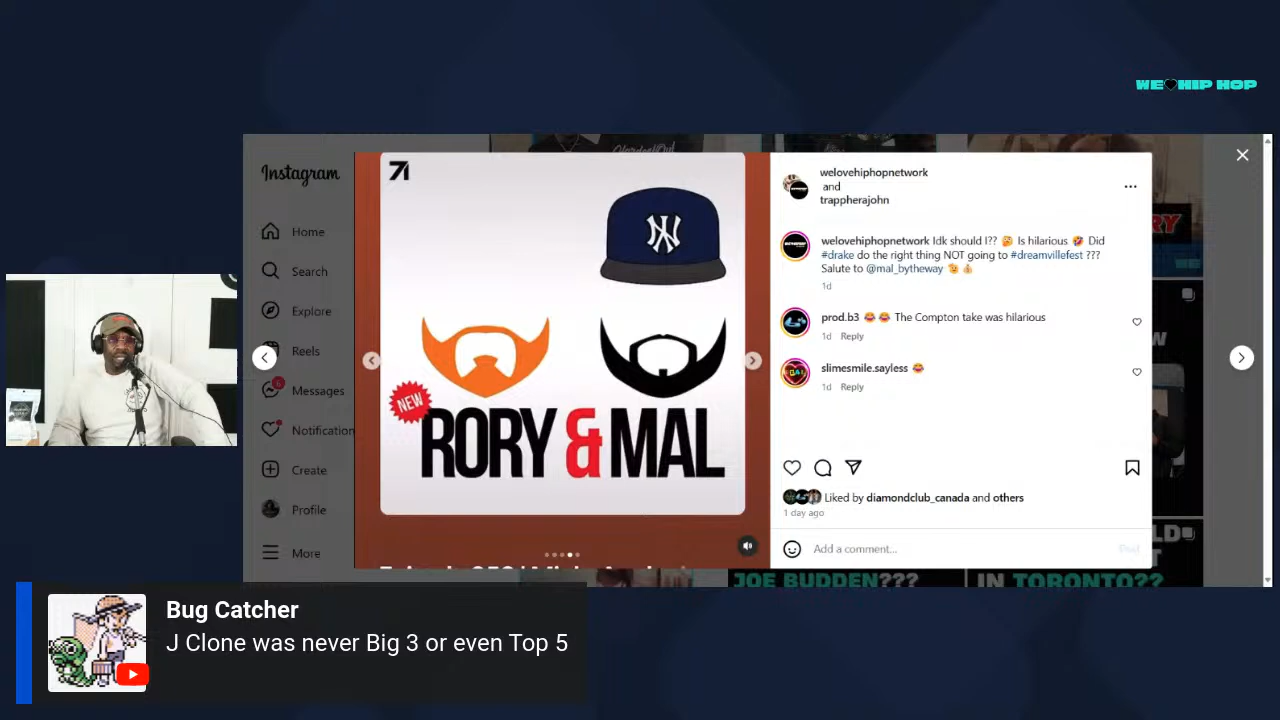 WE HIP HOP
Instagram
Home
Search
Explore
Reels
Messages
Notification
Create
Profile
More
NEW
RORY & MAL
welovehiphopnetwork
and
trappherajohn
welovehiphopnetwork Idk should I?? 🤔 Is hilarious 🤣 Did
#drake do the right thing NOT going to #dreamvillefest ???
Salute to @mal_bytheway 🫡 👍
1d
prod.b3 😂 😂 The Compton take was hilarious
1d Reply
slimesmile.sayless 😂
1d Reply
Liked by diamondclub_canada and others
1 day ago
Add a comment...
Post
JOE BUDDEN???
IN TORONTO??
Bug Catcher
J Clone was never Big 3 or even Top 5